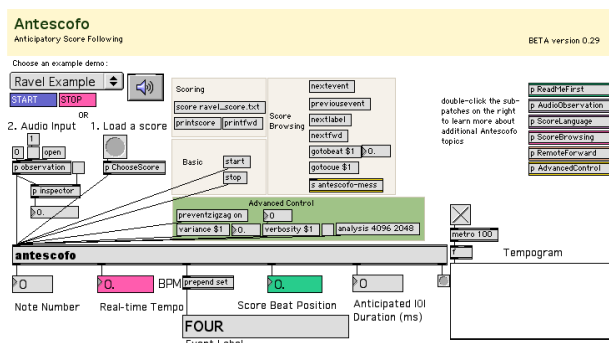 Antescofo
Anticipatory Score Following
BETA version 0.29
Choose an example demo:
Ravel Example
START
STOP
OR
2. Audio Input
1. Load a score
1
0
open
p observation
p ChooseScore
p inspector
0.
Scoring
score ravel_score.txt
printscore
printfwd
Score
Browsing
nextevent
previousevent
nextlabel
nextfwd
gotobeat $1
0.
gotocue $1
s antescofo-mess
Basic
start
stop
Advanced Control
preventzigzag on
0
variance $1
0.
verbosity $1
analysis 4096 2048
double-click the sub-
patches on the right
to learn more about
additional Antescofo
topics
p ReadMeFirst
p AudioObservation
p ScoreLanguage
p ScoreBrowsing
p RemoteForward
p AdvancedControl
metro 100
f
Tempogram
antescofo
0
0.
BPM
prepend set
0.
0
Note Number
Real-time Tempo
Score Beat Position
Anticipated IOI
Duration (ms)
FOUR
Event Label